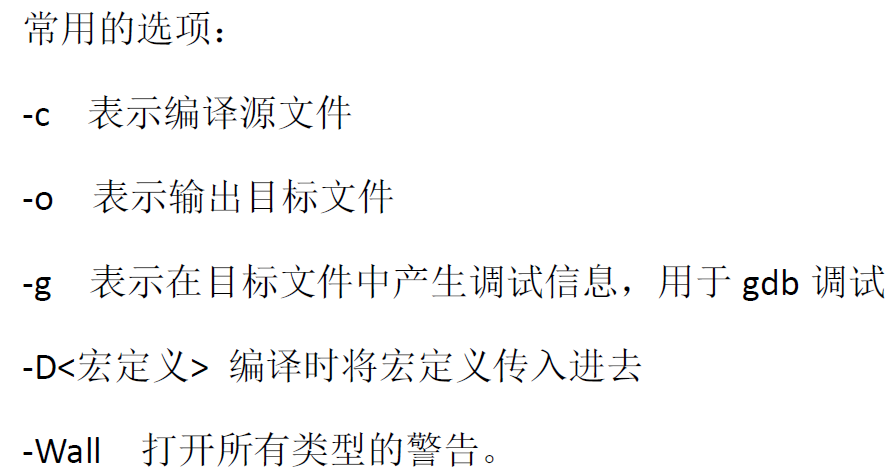 常用的选项：
-c 表示编译源文件
-o 表示输出目标文件
-g 表示在目标文件中产生调试信息，用于 gdb 调试
-D<宏定义> 编译时将宏定义传入进去
-Wall 打开所有类型的警告。